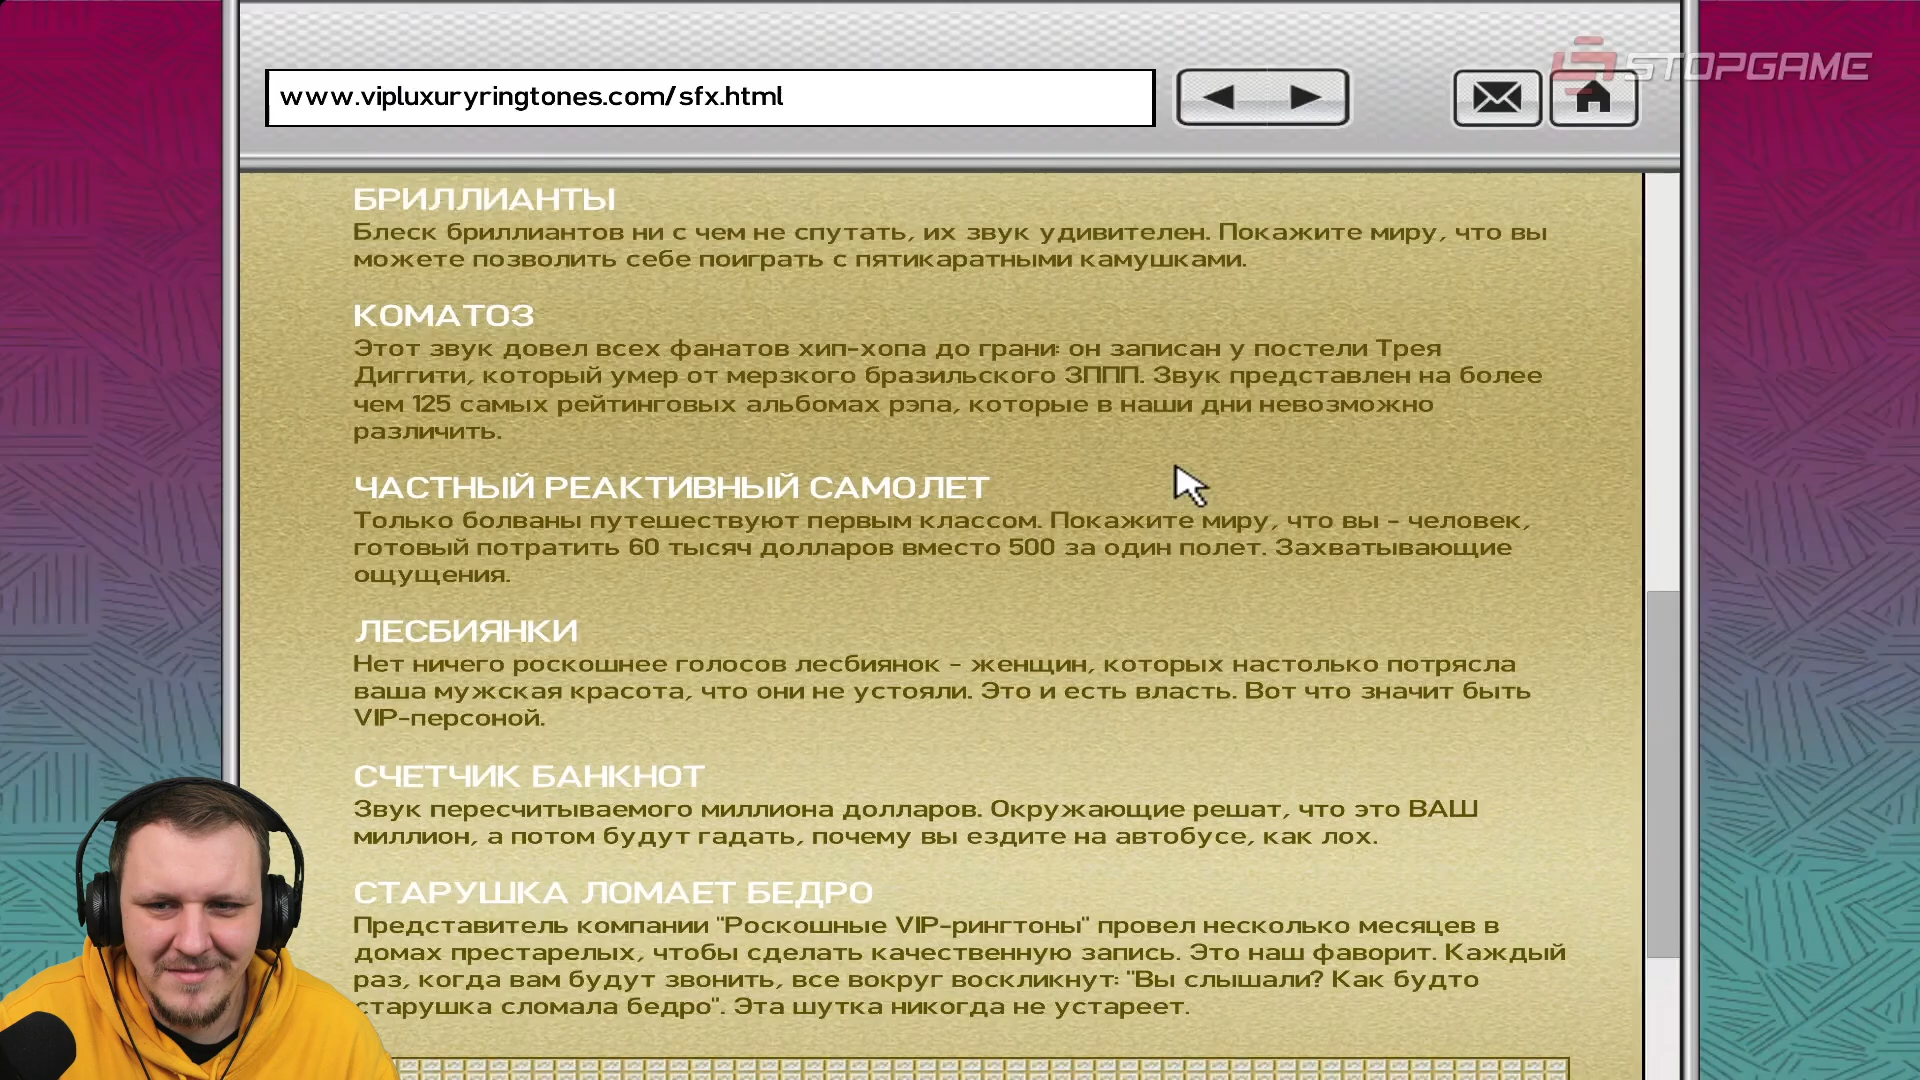 STOPGAME
www.vipluxuryringtones.com/sfx.html
БРИЛЛИАНТЫ
Блеск бриллиантов ни с чем не спутать, их звук удивителен. Покажите миру, что вы
можете позволить себе поиграть с пятикаратными камушками.
КОМАТОЗ
Этот звук довел всех фанатов хип-хопа до грани: он записан у постели Трея
Диггити, который умер от мерзкого бразильского ЗППП. Звук представлен на более
чем 125 самых рейтинговых альбомах рэпа, которые в наши дни невозможно
различить.
ЧАСТНЫЙ РЕАКТИВНЫЙ САМОЛЕТ
Только болваны путешествуют первым классом. Покажите миру, что вы - человек,
готовый потратить 60 тысяч долларов вместо 500 за один полет. Захватывающие
ощущения.
ЛЕСБИЯНКИ
Нет ничего роскошнее голосов лесбиянок - женщин, которых настолько потрясла
ваша мужская красота, что они не устояли. Это и есть власть. Вот что значит быть
VIP-персоной.
СЧЕТЧИК БАНКНОТ
Звук пересчитываемого миллиона долларов. Окружающие решат, что это ВАШ
миллион, а потом будут гадать, почему вы ездите на автобусе, как лох.
СТАРУШКА ЛОМАЕТ БЕДРО
Представитель компании "Роскошные VIP-рингтоны" провел несколько месяцев в
домах престарелых, чтобы сделать качественную запись. Это наш фаворит. Каждый
раз, когда вам будут звонить, все вокруг воскликнут: "Вы слышали? Как будто
старушка сломала бедро". Эта шутка никогда не устареет.